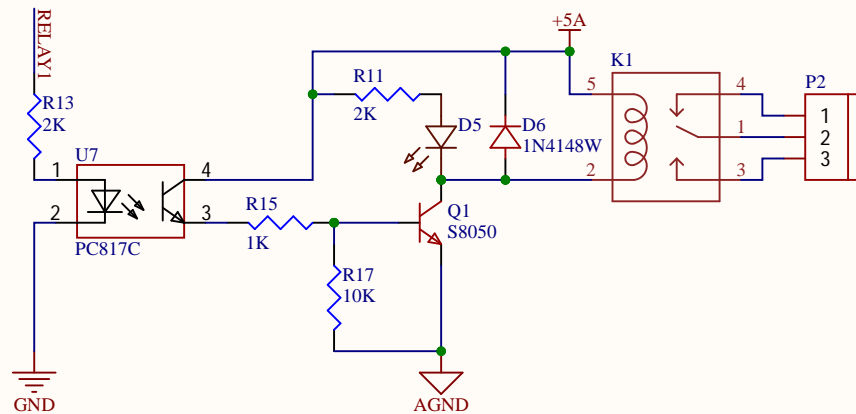 +5A
RELAY1
K1
R11
2K
5
4
P2
R13
2K
D5
D6
1N4148W
1
2
3
1
U7
1
4
2
3
2
3
R15
1K
Q1
S8050
PC817C
R17
10K
GND
AGND